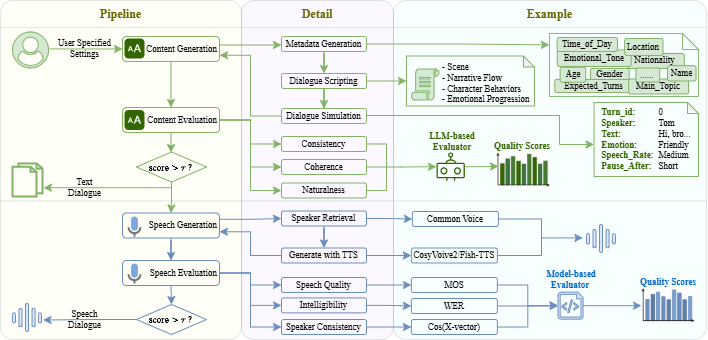 Pipeline
Detail
Example
User Specified
Settings
Content Generation
Content Evaluation
score > τ ?
Text
Dialogue
Speech Generation
Speech Evaluation
score > τ ?
Speech
Dialogue
Metadata Generation
Dialogue Scripting
Dialogue Simulation
Consistency
Coherence
Naturalness
Speaker Retrieval
Generate with TTS
Speech Quality
Intelligibility
Speaker Consistency
Time_of_Day
Location
Emotional_Tone
Nationality
Age
Gender
......
Name
Expected_Turns
Main_Topic
- Scene
- Narrative Flow
- Character Behaviors
- Emotional Progression
Turn_id: 0
Speaker: Tom
Text: Hi, bro...
Emotion: Friendly
Speech_Rate: Medium
Pause_After: Short
LLM-based
Evaluator
Quality Scores
Common Voice
CosyVoive2/Fish-TTS
MOS
WER
Cos(X-vector)
Model-based
Evaluator
Quality Scores